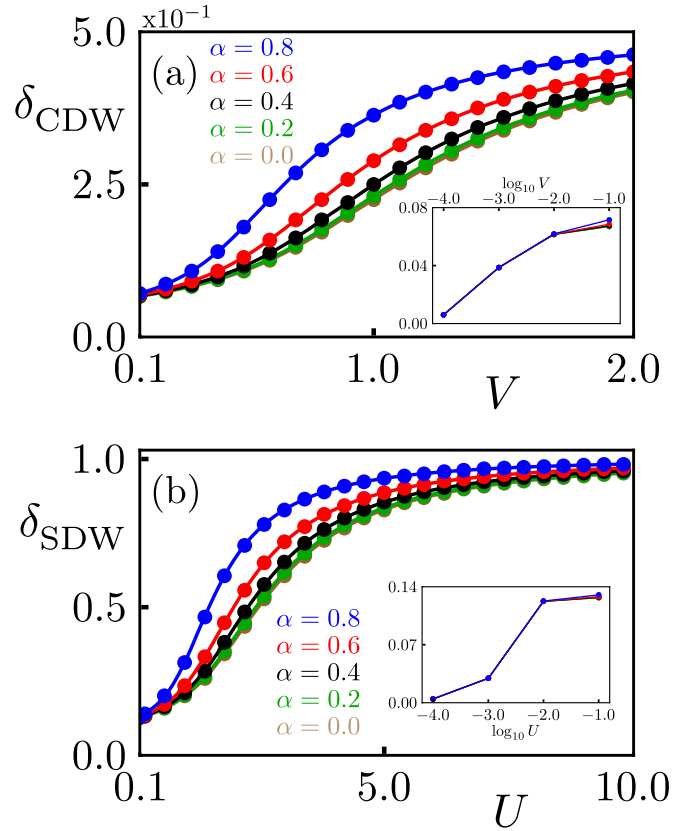 x10⁻¹
5.0
(a)
α = 0.8
α = 0.6
α = 0.4
α = 0.2
α = 0.0
δCDW
2.5
log₁₀ V
−4.0 −3.0 −2.0 −1.0
0.08
0.04
0.00
0.0
0.1 1.0 2.0
V
1.0
(b)
δSDW
0.5
α = 0.8
α = 0.6
α = 0.4
α = 0.2
α = 0.0
0.14
0.07
0.00
−4.0 −3.0 −2.0 −1.0
log₁₀ U
0.0
0.1 5.0 10.0
U